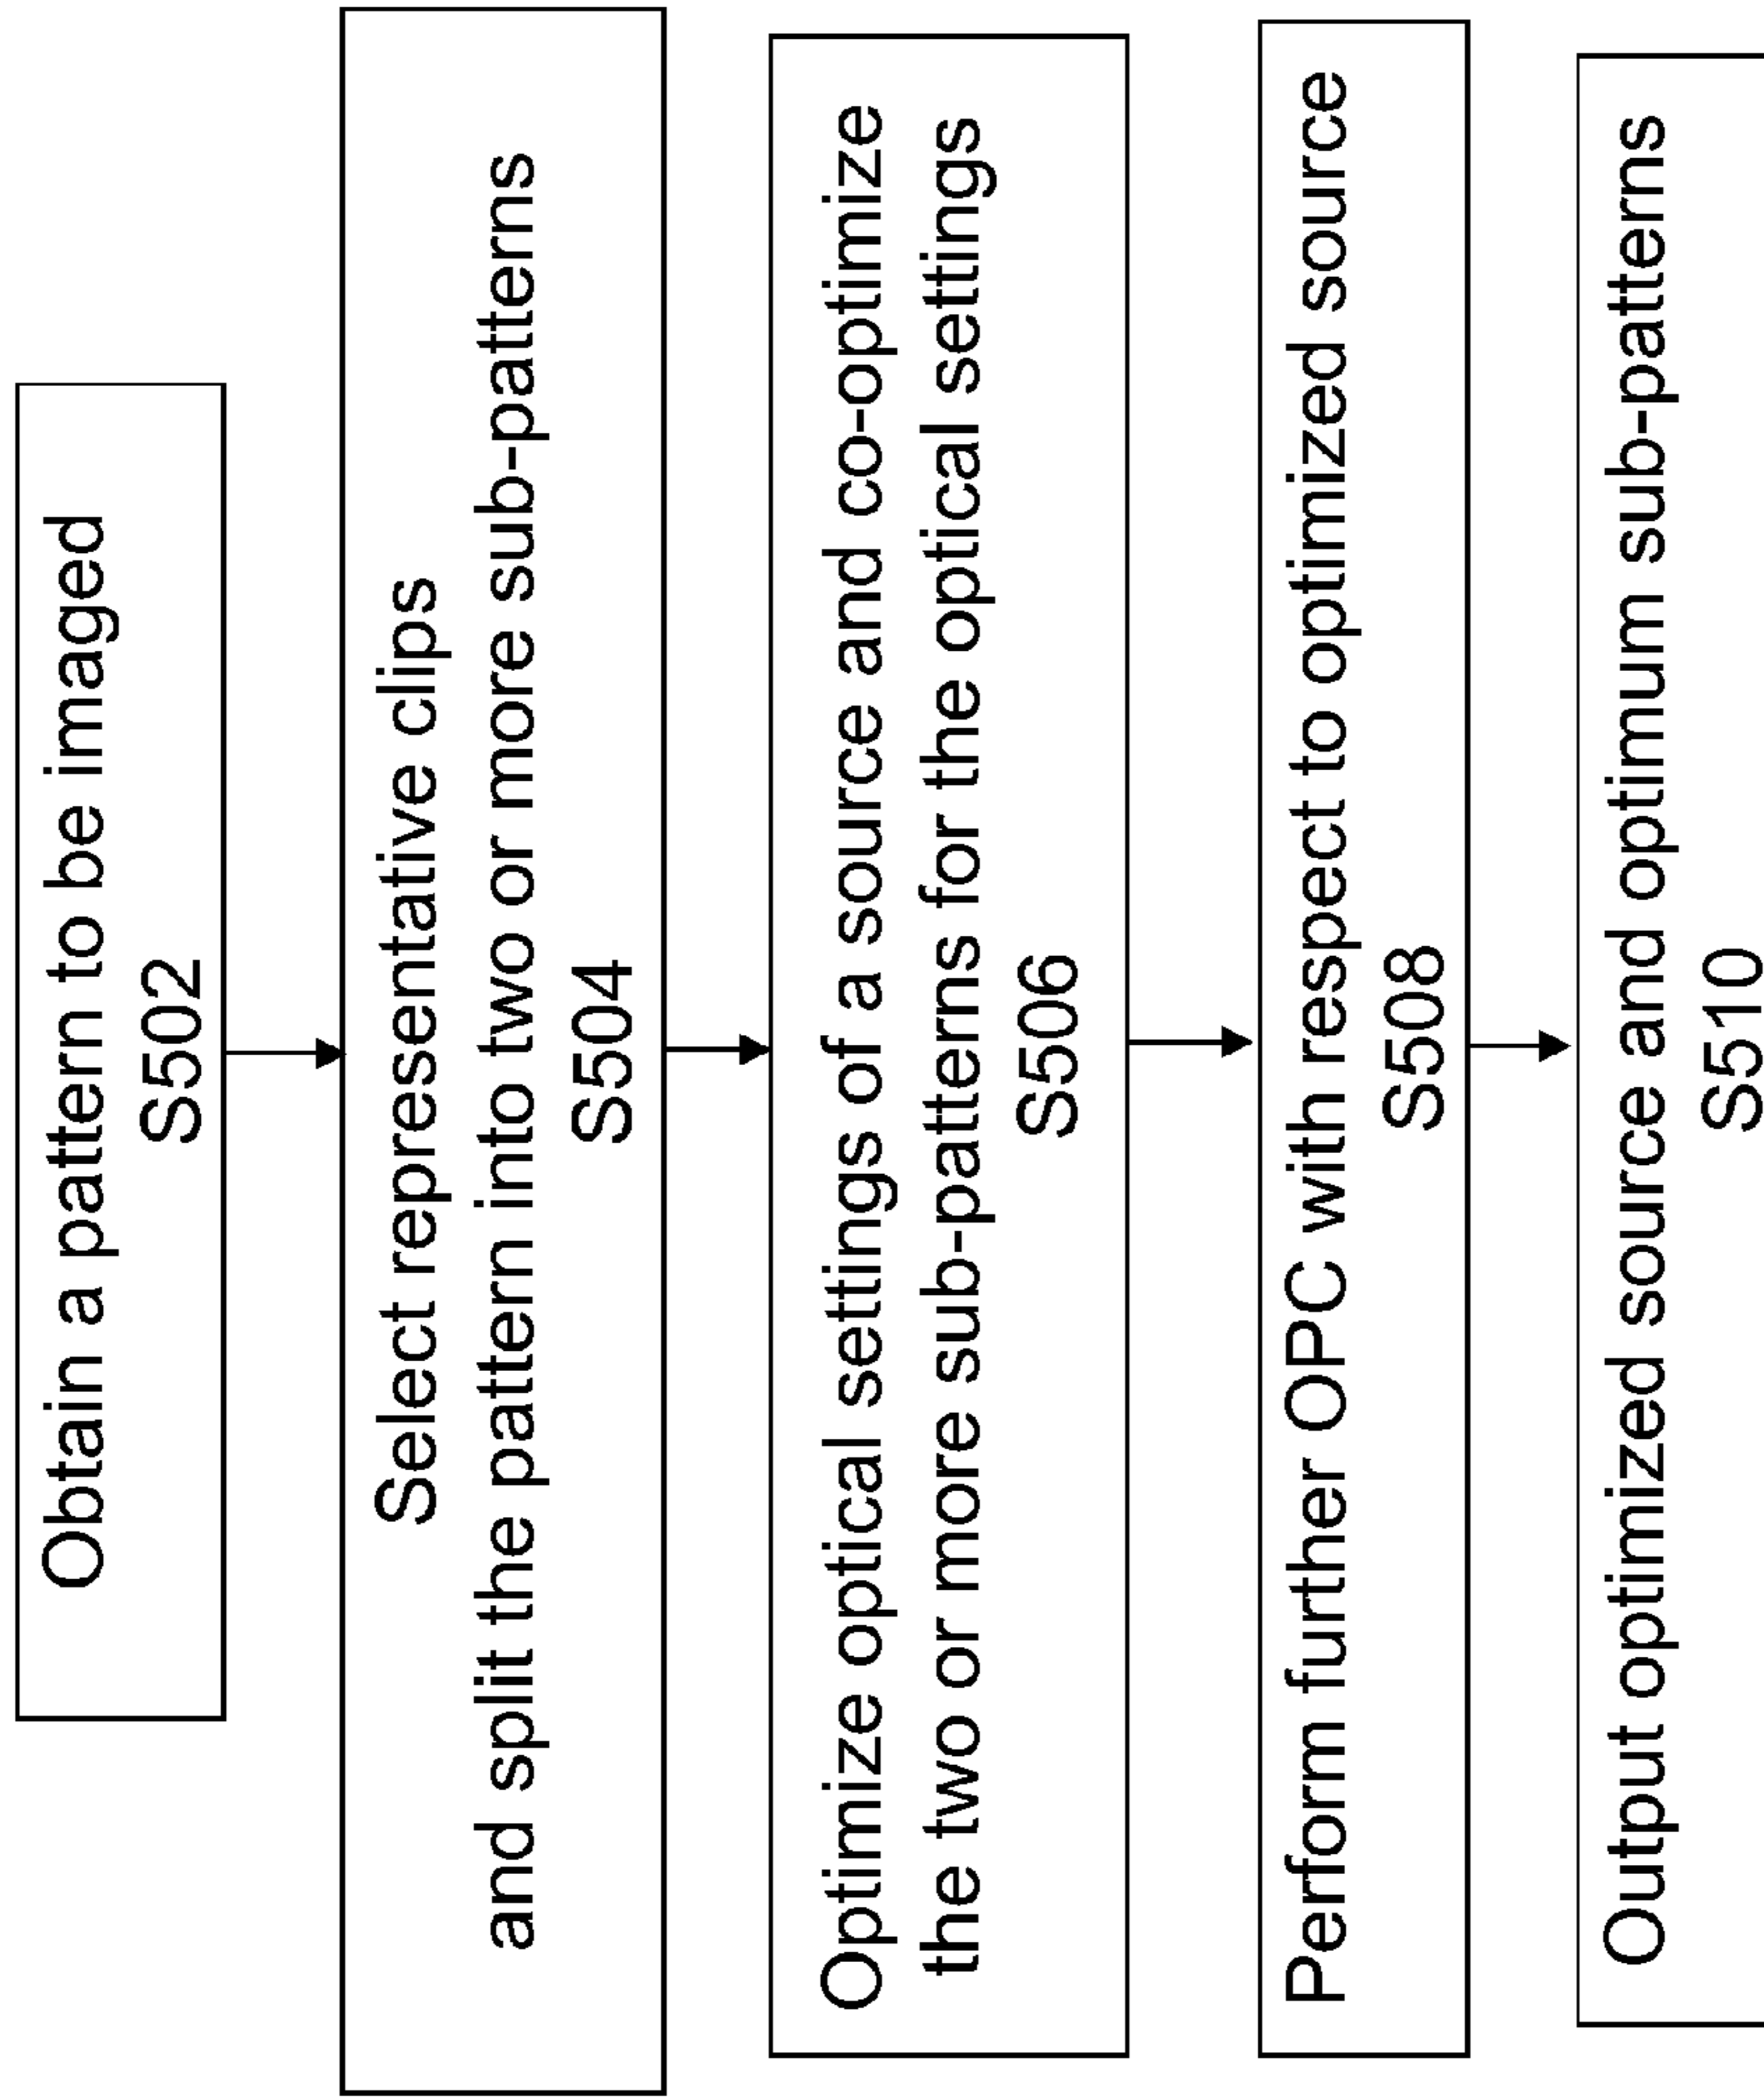 Obtain a pattern to be imaged
S502
Select representative clips
and split the pattern into two or more sub-patterns
S504
Optimize optical settings of a source and co-optimize
the two or more sub-patterns for the optical settings
S506
Perform further OPC with respect to optimized source
S508
Output optimized source and optimum sub-patterns
S510